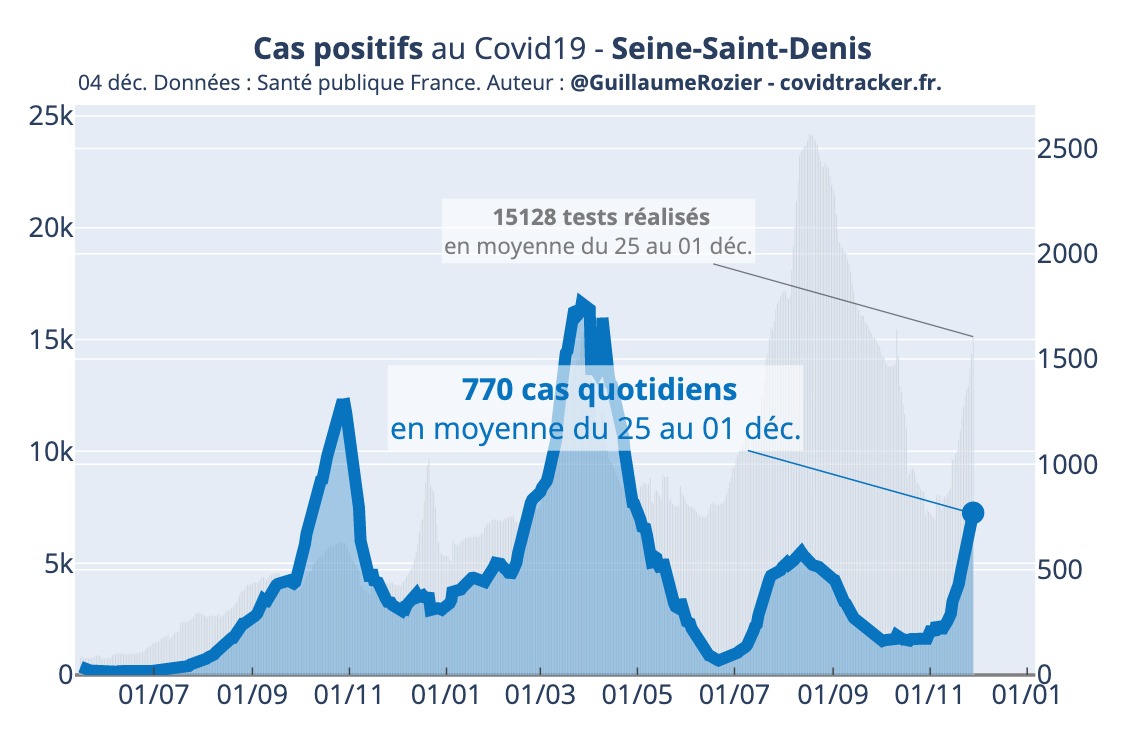 Cas positifs au Covid19 - Seine-Saint-Denis
04 déc. Données : Santé publique France. Auteur : @GuillaumeRozier - covidtracker.fr.
25k
2500
15128 tests réalisés
20k
en moyenne du 25 au 01 déc.
2000
15k
1500
770 cas quotidiens
en moyenne du 25 au 01 déc.
10k
1000
5k
500
0
0
01/07 01/09 01/11 01/01 01/03 01/05 01/07 01/09 01/11 01/01